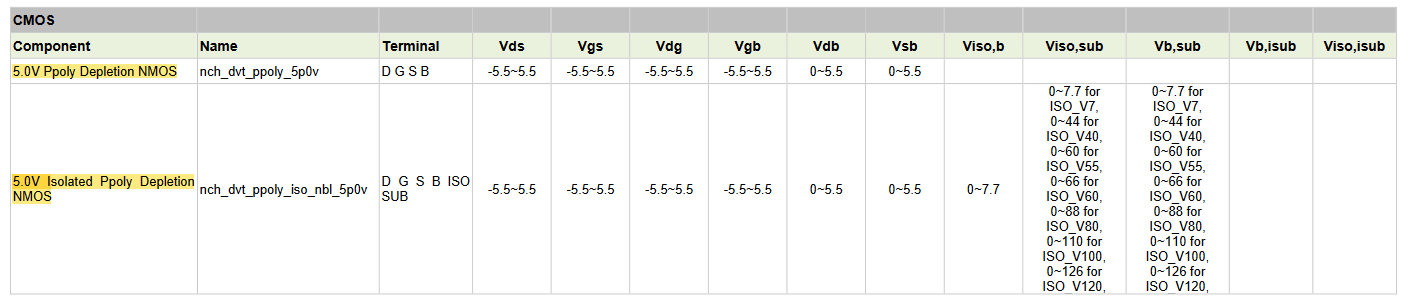 CMOS
Component Name Terminal Vds Vgs Vdg Vgb Vdb Vsb Viso,b Viso,sub Vb,sub Vb,isub Viso,isub
5.0V Ppoly Depletion NMOS nch_dvt_ppoly_5p0v D G S B -5.5~5.5 -5.5~5.5 -5.5~5.5 -5.5~5.5 0~5.5 0~5.5
5.0V Isolated Ppoly Depletion
NMOS
nch_dvt_ppoly_iso_nbl_5p0v
D G S B ISO
SUB
-5.5~5.5 -5.5~5.5 -5.5~5.5 -5.5~5.5 0~5.5 0~5.5 0~7.7
0~7.7 for
ISO_V7,
0~44 for
ISO_V40,
0~60 for
ISO_V55,
0~66 for
ISO_V60,
0~88 for
ISO_V80,
0~110 for
ISO_V100,
0~126 for
ISO_V120,
0~7.7 for
ISO_V7,
0~44 for
ISO_V40,
0~60 for
ISO_V55,
0~66 for
ISO_V60,
0~88 for
ISO_V80,
0~110 for
ISO_V100,
0~126 for
ISO_V120,